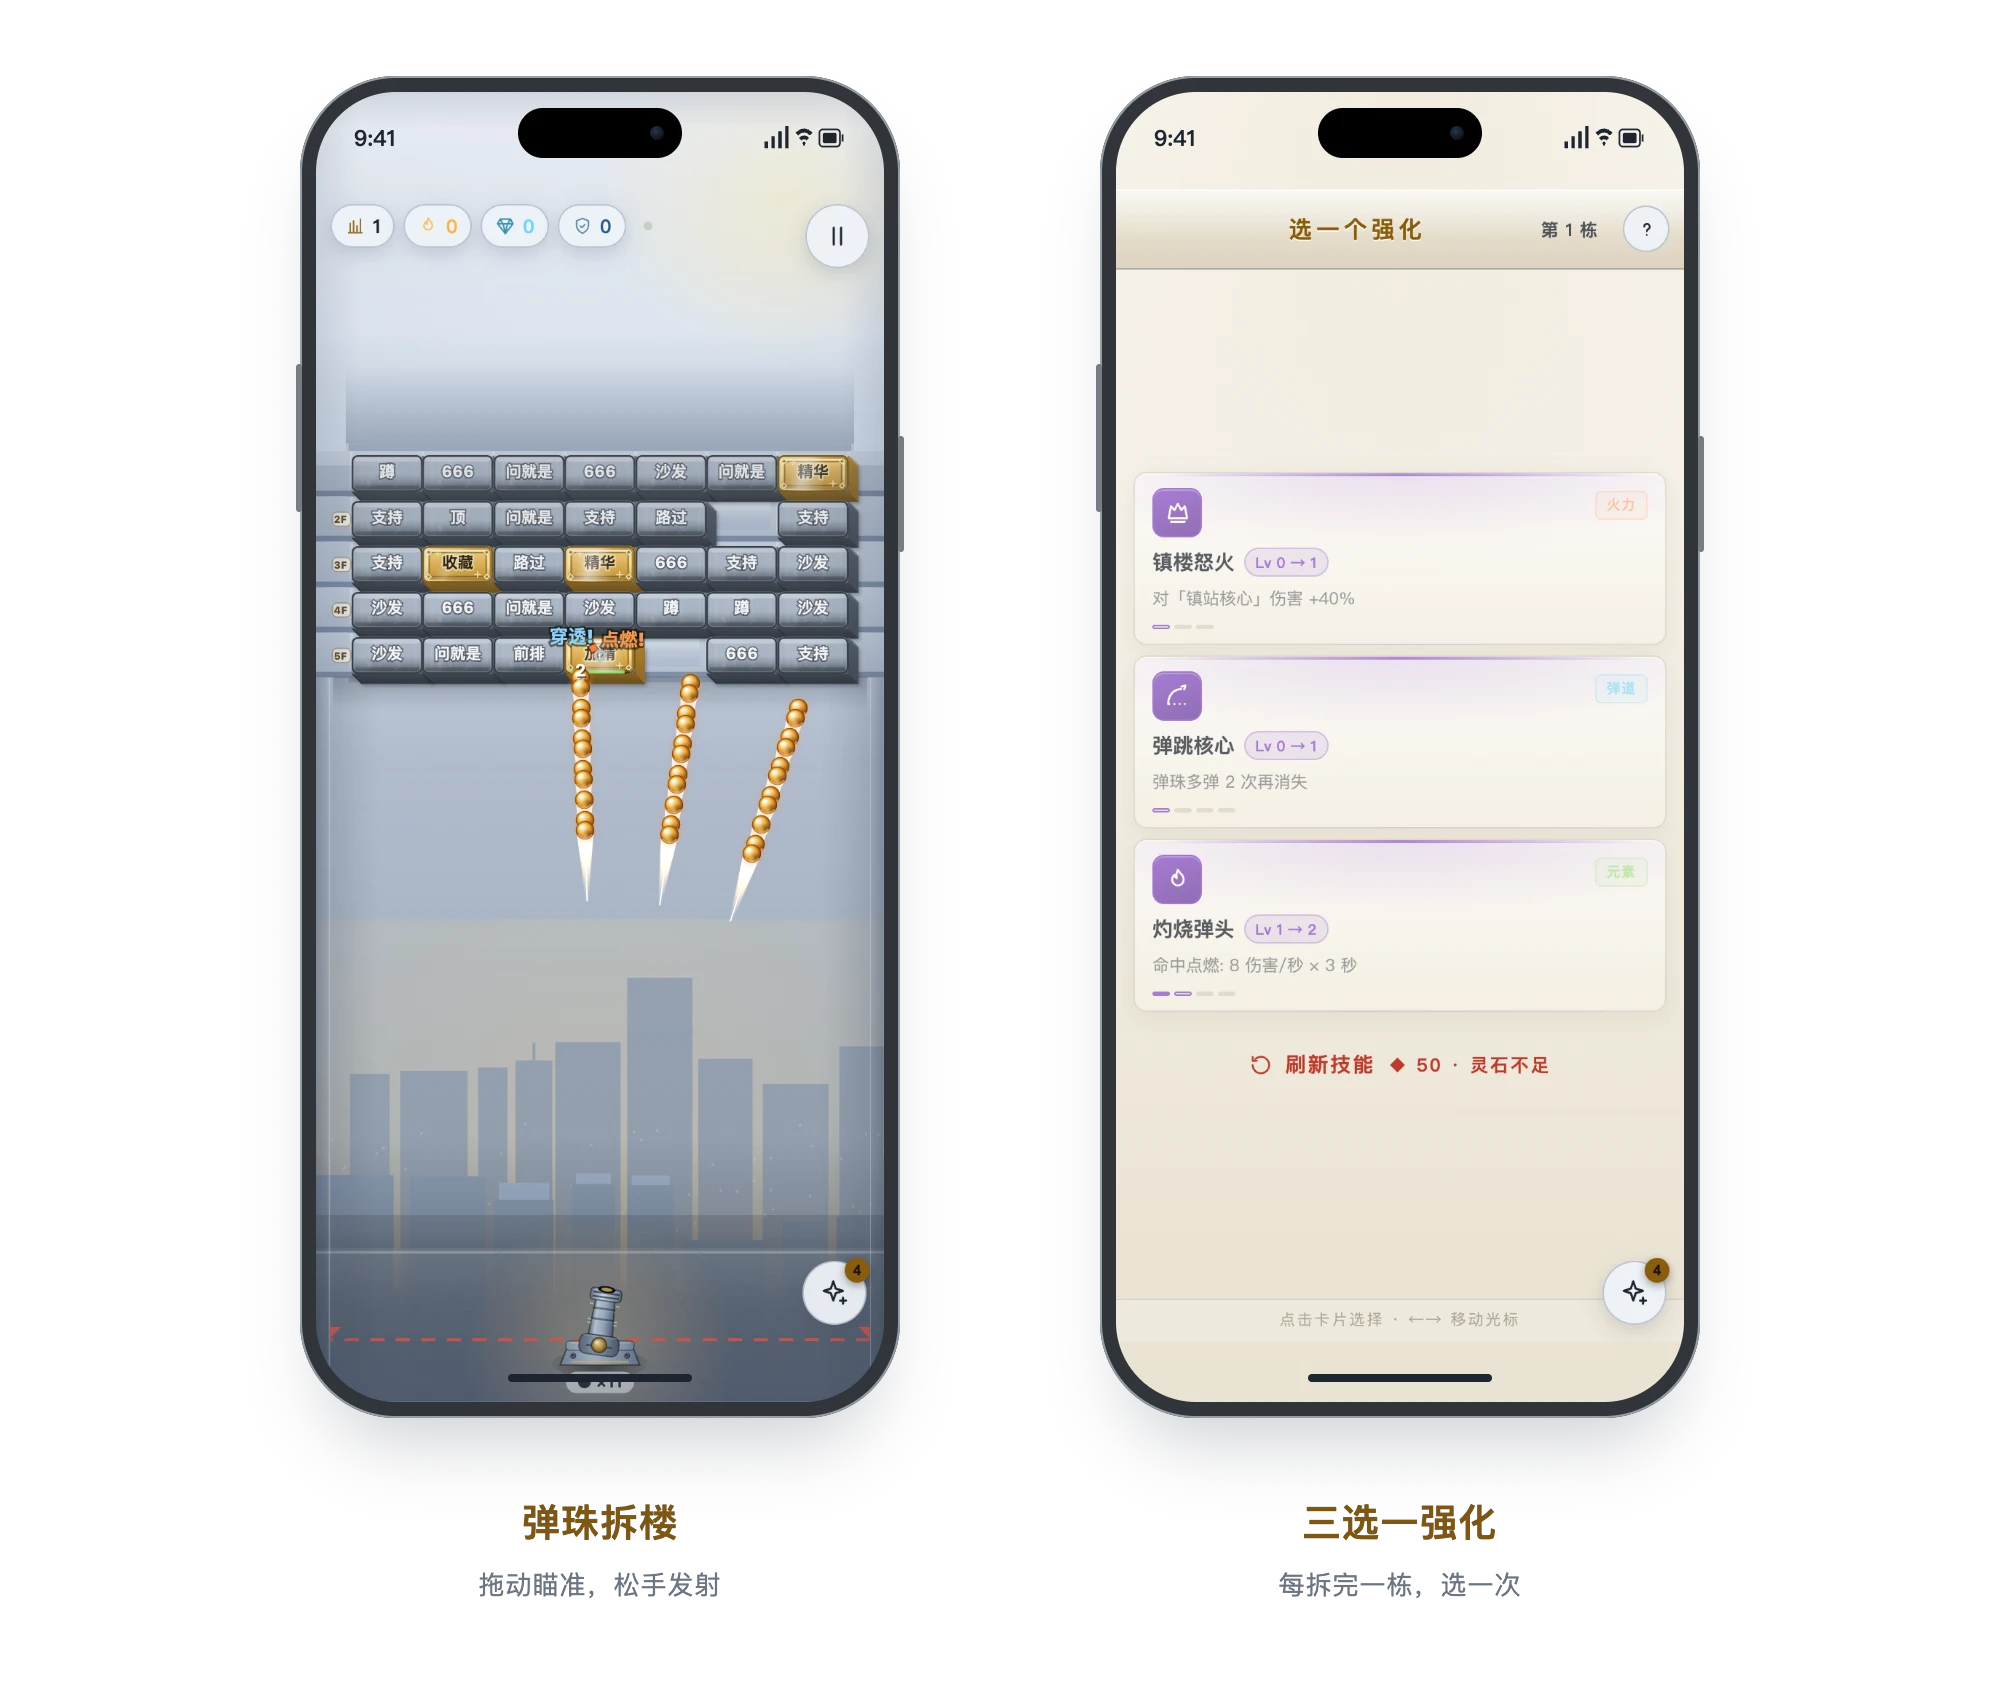 9:41
1 0 0 0
蹲 666 问就是 666 沙发 问就是 精华
2F 支持 顶 问就是 支持 路过 支持
3F 支持 收藏 路过 精华 666 支持 沙发
4F 沙发 666 问就是 沙发 蹲 蹲 沙发
穿透! 点燃!
5F 沙发 问就是 前排 666 支持
2
4
弹珠拆楼
拖动瞄准，松手发射
9:41
选一个强化 第 1 栋 ?
火力
镇楼怒火 Lv 0 → 1
对「镇站核心」伤害 +40%
弹道
弹跳核心 Lv 0 → 1
弹珠多弹 2 次再消失
元素
灼烧弹头 Lv 1 → 2
命中点燃: 8 伤害/秒 × 3 秒
刷新技能 ◆ 50 · 灵石不足
4
点击卡片选择 · ←→ 移动光标
三选一强化
每拆完一栋，选一次